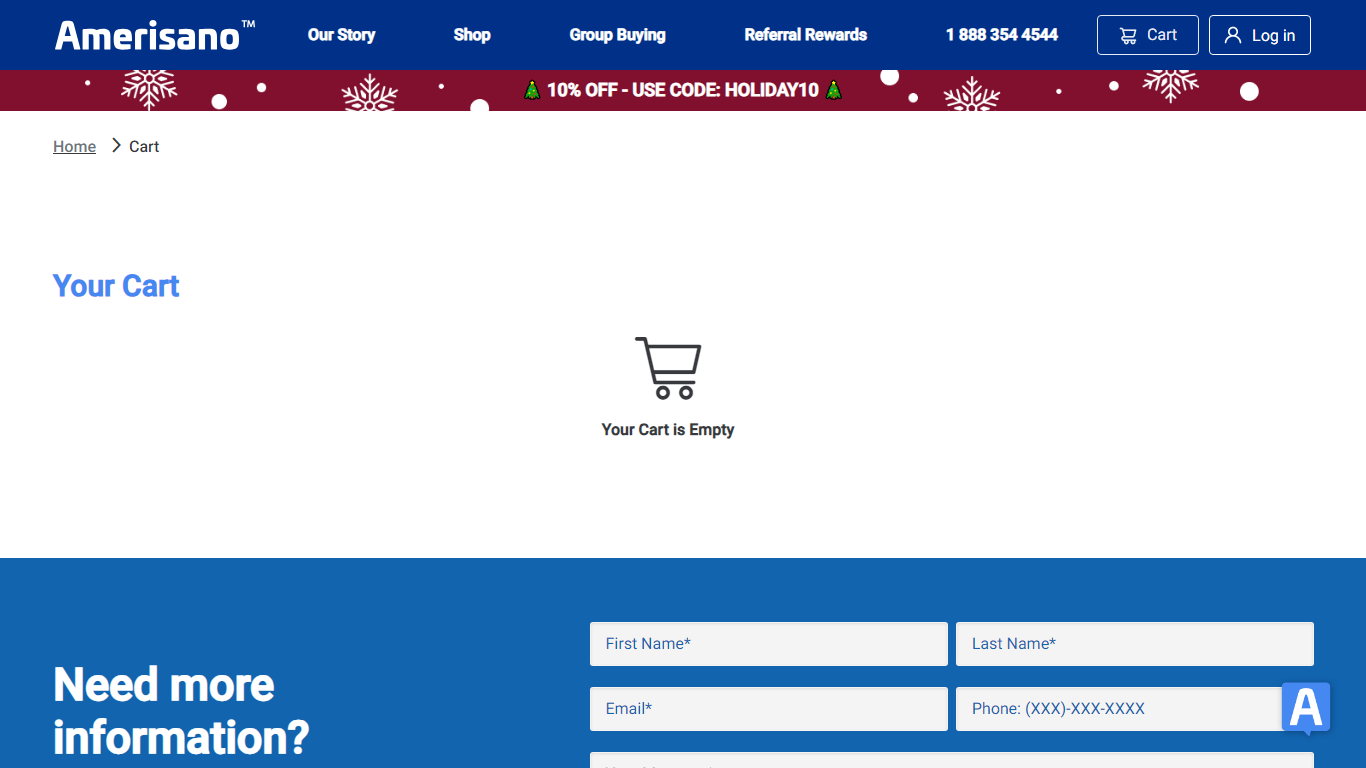 Amerisano™
Our Story
Shop
Group Buying
Referral Rewards
1 888 354 4544
Cart
Log in
🎄 10% OFF - USE CODE: HOLIDAY10 🎄
Home > Cart
Your Cart
Your Cart is Empty
Need more
information?
First Name*
Last Name*
Email*
Phone: (XXX)-XXX-XXXX
A